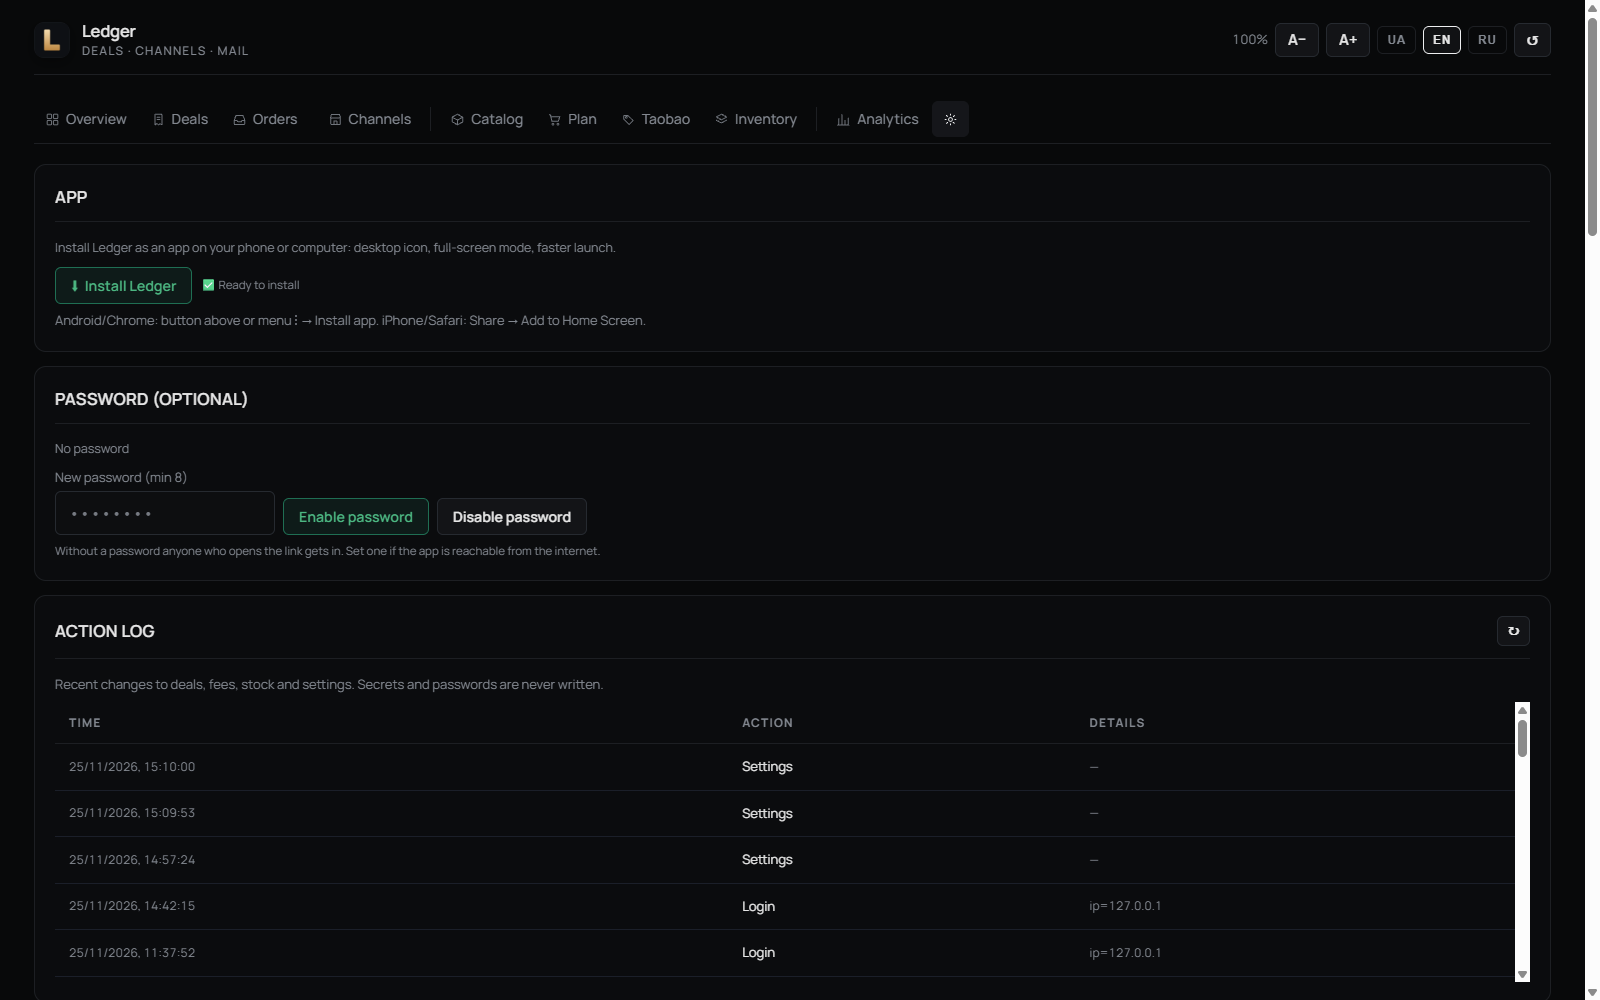 Ledger
DEALS · CHANNELS · MAIL
100% A− A+ UA EN RU ↺
Overview Deals Orders Channels Catalog Plan Taobao Inventory Analytics
APP
Install Ledger as an app on your phone or computer: desktop icon, full-screen mode, faster launch.
⬇ Install Ledger ✅ Ready to install
Android/Chrome: button above or menu ⋮ → Install app. iPhone/Safari: Share → Add to Home Screen.
PASSWORD (OPTIONAL)
No password
New password (min 8)
••••••••
Enable password Disable password
Without a password anyone who opens the link gets in. Set one if the app is reachable from the internet.
ACTION LOG ↻
Recent changes to deals, fees, stock and settings. Secrets and passwords are never written.
TIME ACTION DETAILS
25/11/2026, 15:10:00 Settings —
25/11/2026, 15:09:53 Settings —
25/11/2026, 14:57:24 Settings —
25/11/2026, 14:42:15 Login ip=127.0.0.1
25/11/2026, 11:37:52 Login ip=127.0.0.1